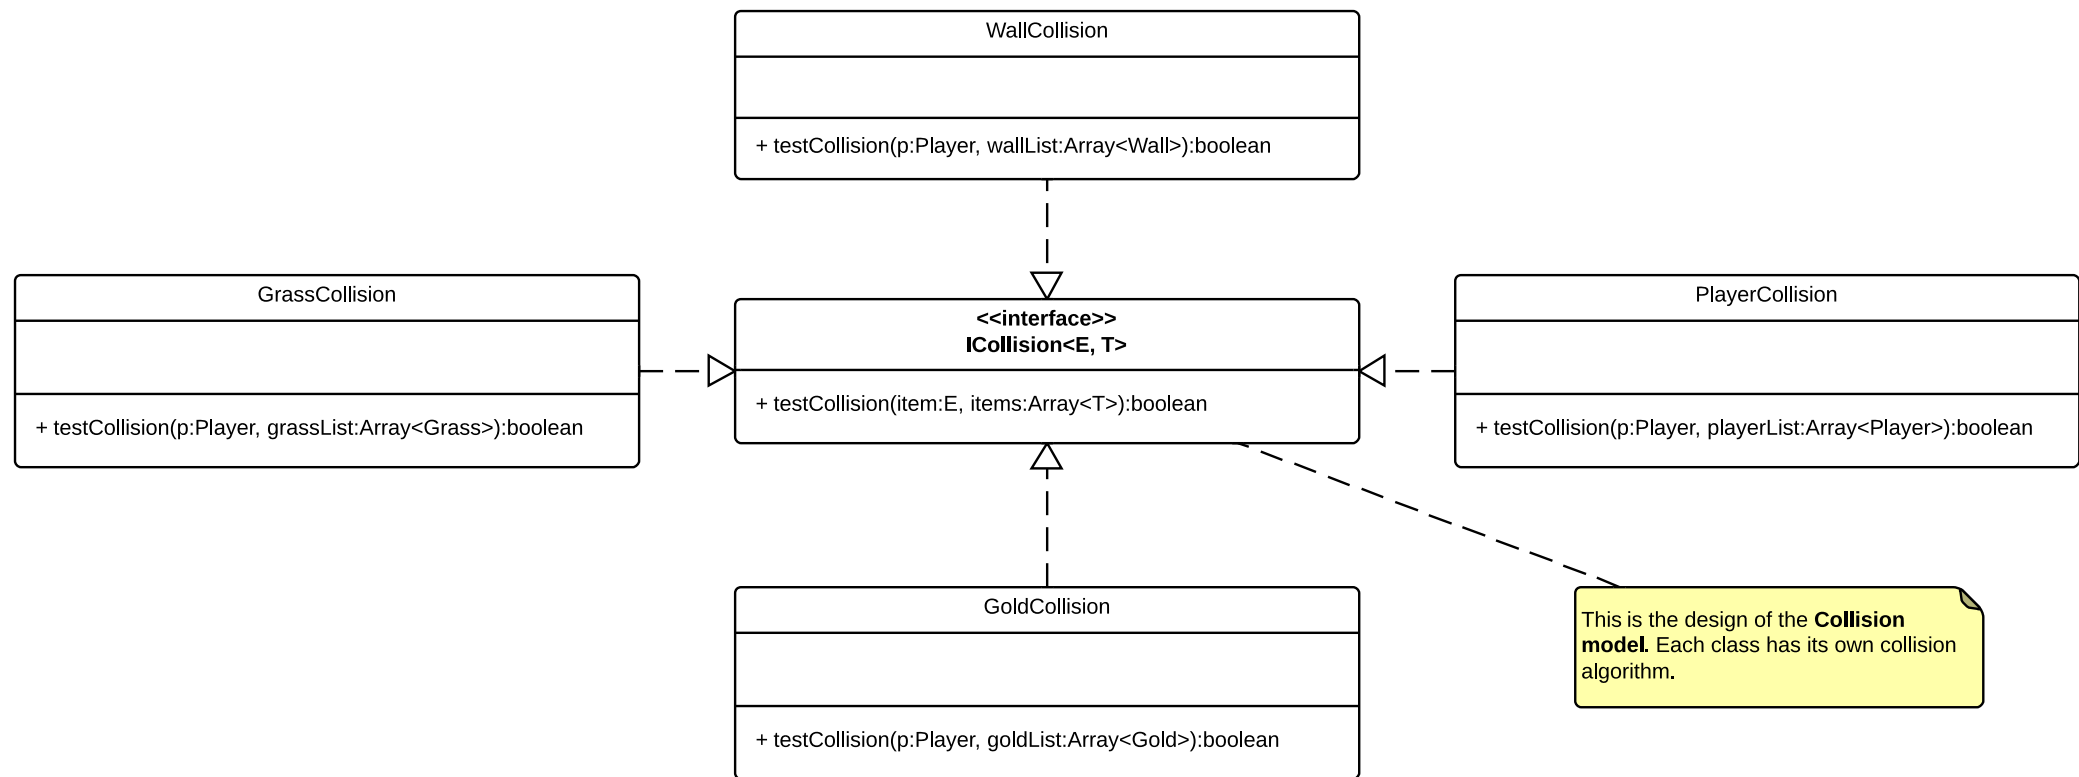 WallCollision
+ testCollision(p:Player, wallList:Array<Wall>):boolean
GrassCollision
+ testCollision(p:Player, grassList:Array<Grass>):boolean
<<interface>>
ICollision<E, T>
+ testCollision(item:E, items:Array<T>):boolean
PlayerCollision
+ testCollision(p:Player, playerList:Array<Player>):boolean
GoldCollision
+ testCollision(p:Player, goldList:Array<Gold>):boolean
This is the design of the Collision
model. Each class has its own collision
algorithm.